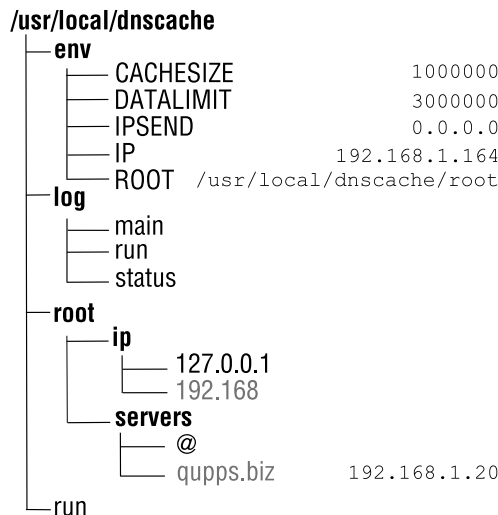 /usr/local/dnscache
env
CACHESIZE 1000000
DATALIMIT 3000000
IPSEND 0.0.0.0
IP 192.168.1.164
ROOT /usr/local/dnscache/root
log
main
run
status
root
ip
127.0.0.1
192.168
servers
@
qupps.biz 192.168.1.20
run